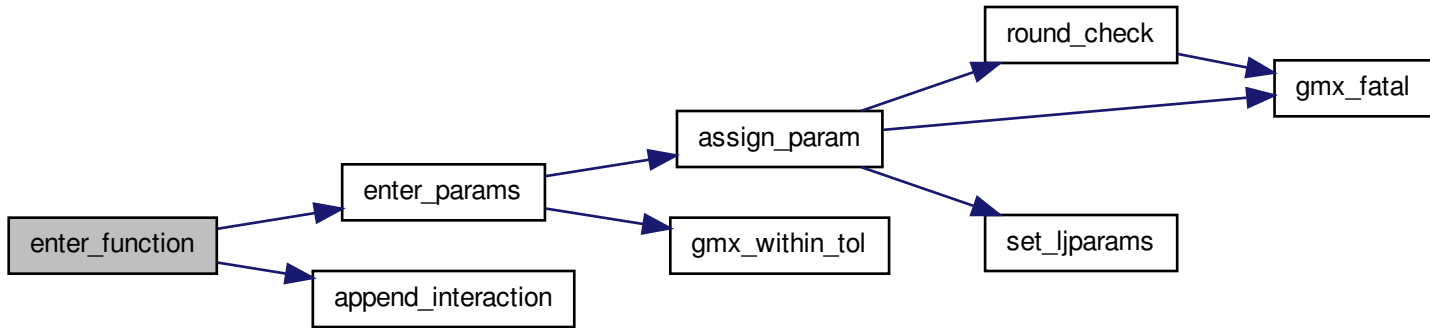 round_check
gmx_fatal
assign_param
enter_params
enter_function
gmx_within_tol
set_ljparams
append_interaction